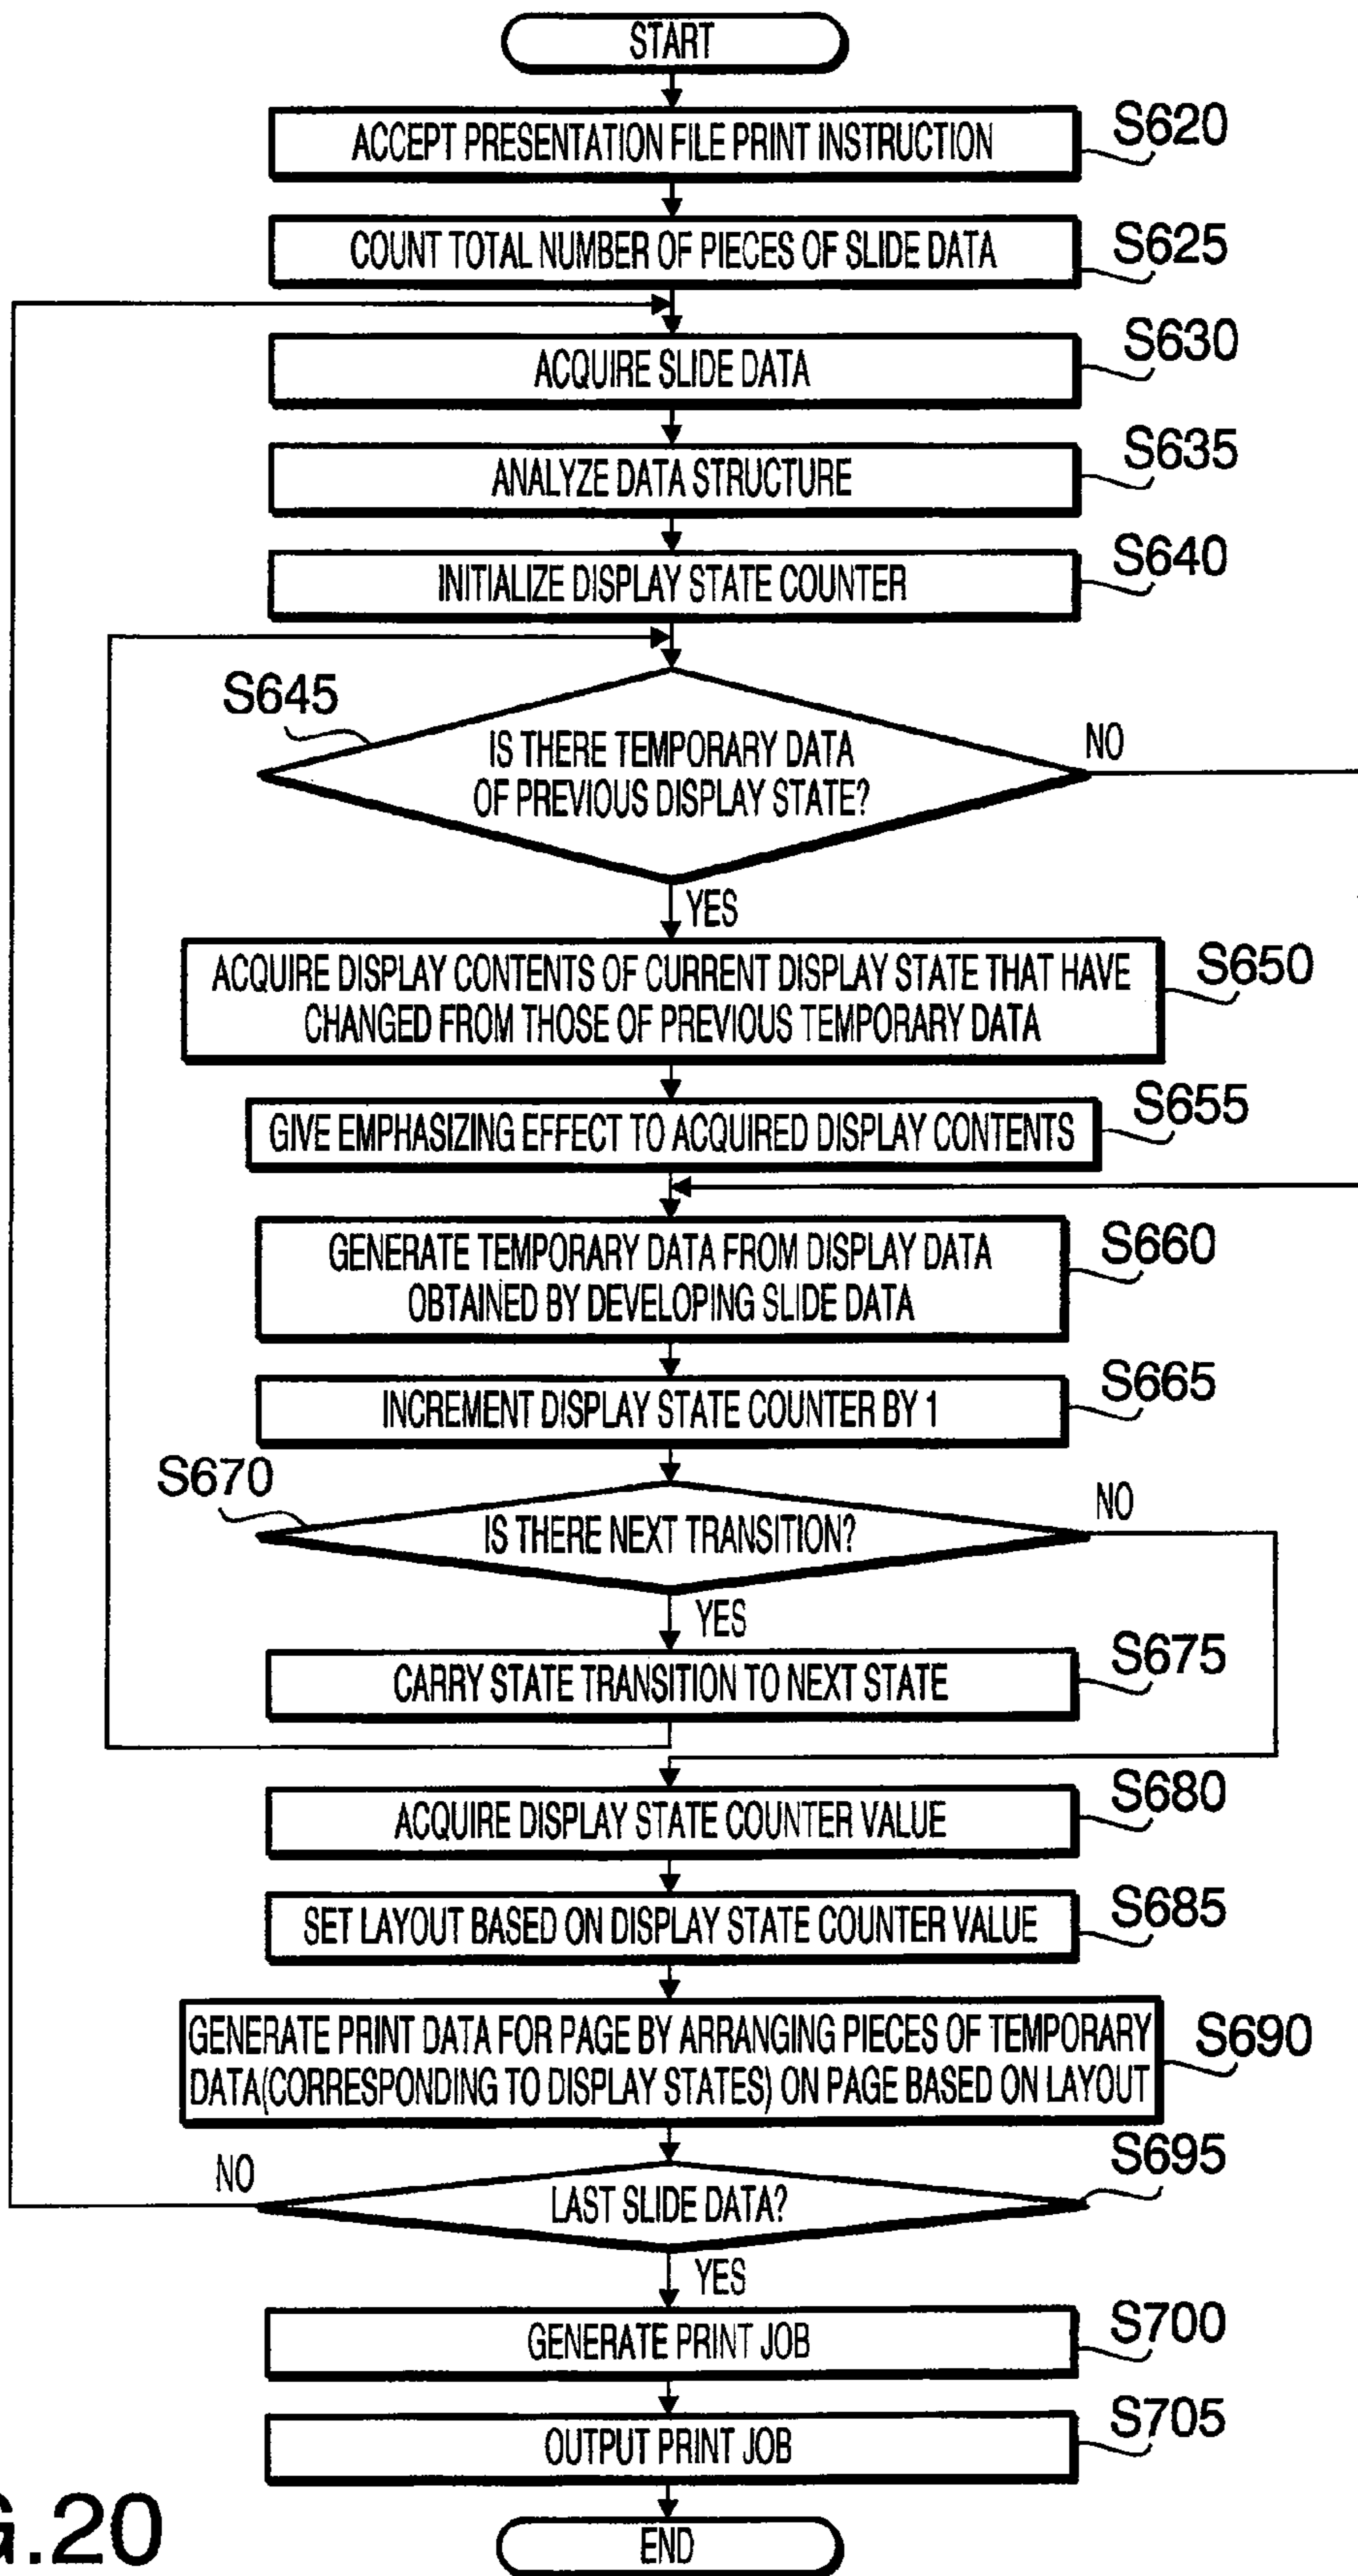 START
ACCEPT PRESENTATION FILE PRINT INSTRUCTION
S620
COUNT TOTAL NUMBER OF PIECES OF SLIDE DATA
S625
ACQUIRE SLIDE DATA
S630
ANALYZE DATA STRUCTURE
S635
INITIALIZE DISPLAY STATE COUNTER
S640
S645
IS THERE TEMPORARY DATA
OF PREVIOUS DISPLAY STATE?
NO
YES
ACQUIRE DISPLAY CONTENTS OF CURRENT DISPLAY STATE THAT HAVE
CHANGED FROM THOSE OF PREVIOUS TEMPORARY DATA
S650
GIVE EMPHASIZING EFFECT TO ACQUIRED DISPLAY CONTENTS
S655
GENERATE TEMPORARY DATA FROM DISPLAY DATA
OBTAINED BY DEVELOPING SLIDE DATA
S660
INCREMENT DISPLAY STATE COUNTER BY 1
S665
S670
IS THERE NEXT TRANSITION?
NO
YES
CARRY STATE TRANSITION TO NEXT STATE
S675
ACQUIRE DISPLAY STATE COUNTER VALUE
S680
SET LAYOUT BASED ON DISPLAY STATE COUNTER VALUE
S685
GENERATE PRINT DATA FOR PAGE BY ARRANGING PIECES OF TEMPORARY
DATA(CORRESPONDING TO DISPLAY STATES) ON PAGE BASED ON LAYOUT
S690
NO
LAST SLIDE DATA?
S695
YES
GENERATE PRINT JOB
S700
OUTPUT PRINT JOB
S705
G.20
END